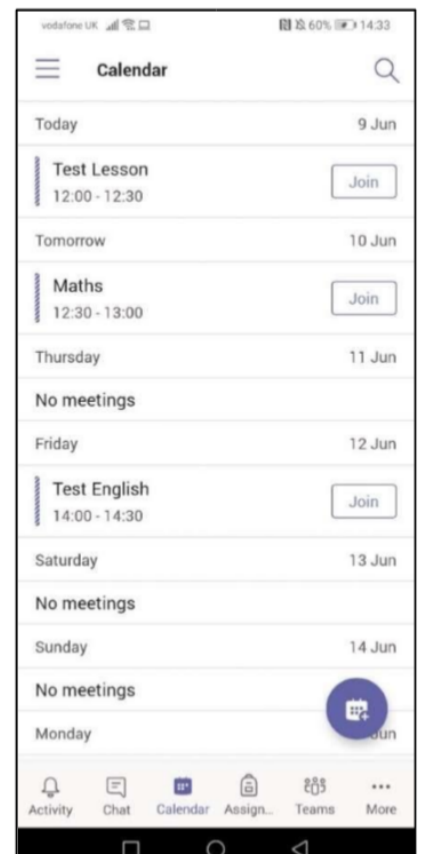 vodafone UK 60% 14:33
Calendar
Today 9 Jun
Test Lesson
Join
12:00 - 12:30
Tomorrow 10 Jun
Maths
Join
12:30 - 13:00
Thursday 11 Jun
No meetings
Friday 12 Jun
Test English
Join
14:00 - 14:30
Saturday 13 Jun
No meetings
Sunday 14 Jun
No meetings
Monday
Activity Chat Calendar Assign... Teams More